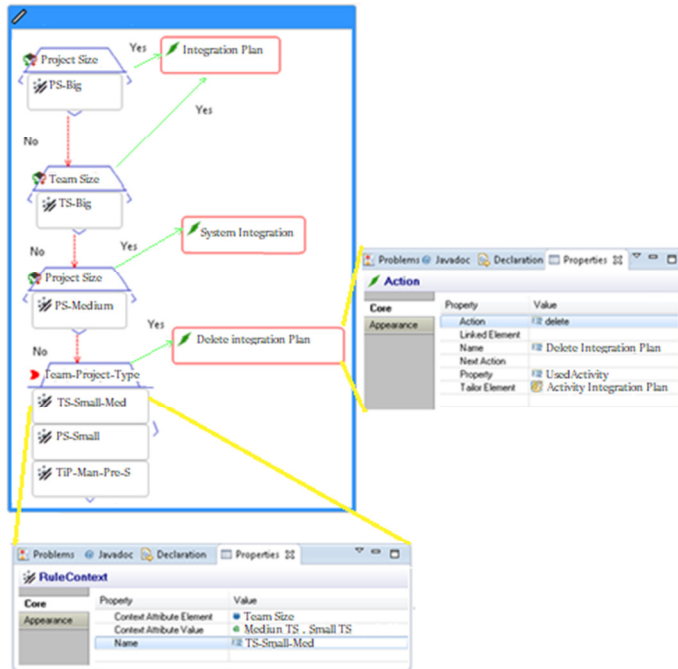 Project Size
Yes
Integration Plan
PS-Big
Yes
No
Team Size
TS-Big
No
Yes
System Integration
Project Size
PS-Medium
Yes
Delete integration Plan
No
Team-Project-Type
TS-Small-Med
PS-Small
TiP-Man-Pre-S
Problems @ Javadoc Declaration Properties
Action
Core
Appearance
Property Value
Action delete
Linked Element
Name Delete Integration Plan
Next Action
Property UsedActivity
Tailor Element Activity Integration Plan
Problems @ Javadoc Declaration Properties
RuleContext
Core
Appearance
Property Value
Context Attribute Element Team Size
Context Attribute Value Mediun TS , Small TS
Name TS-Small-Med